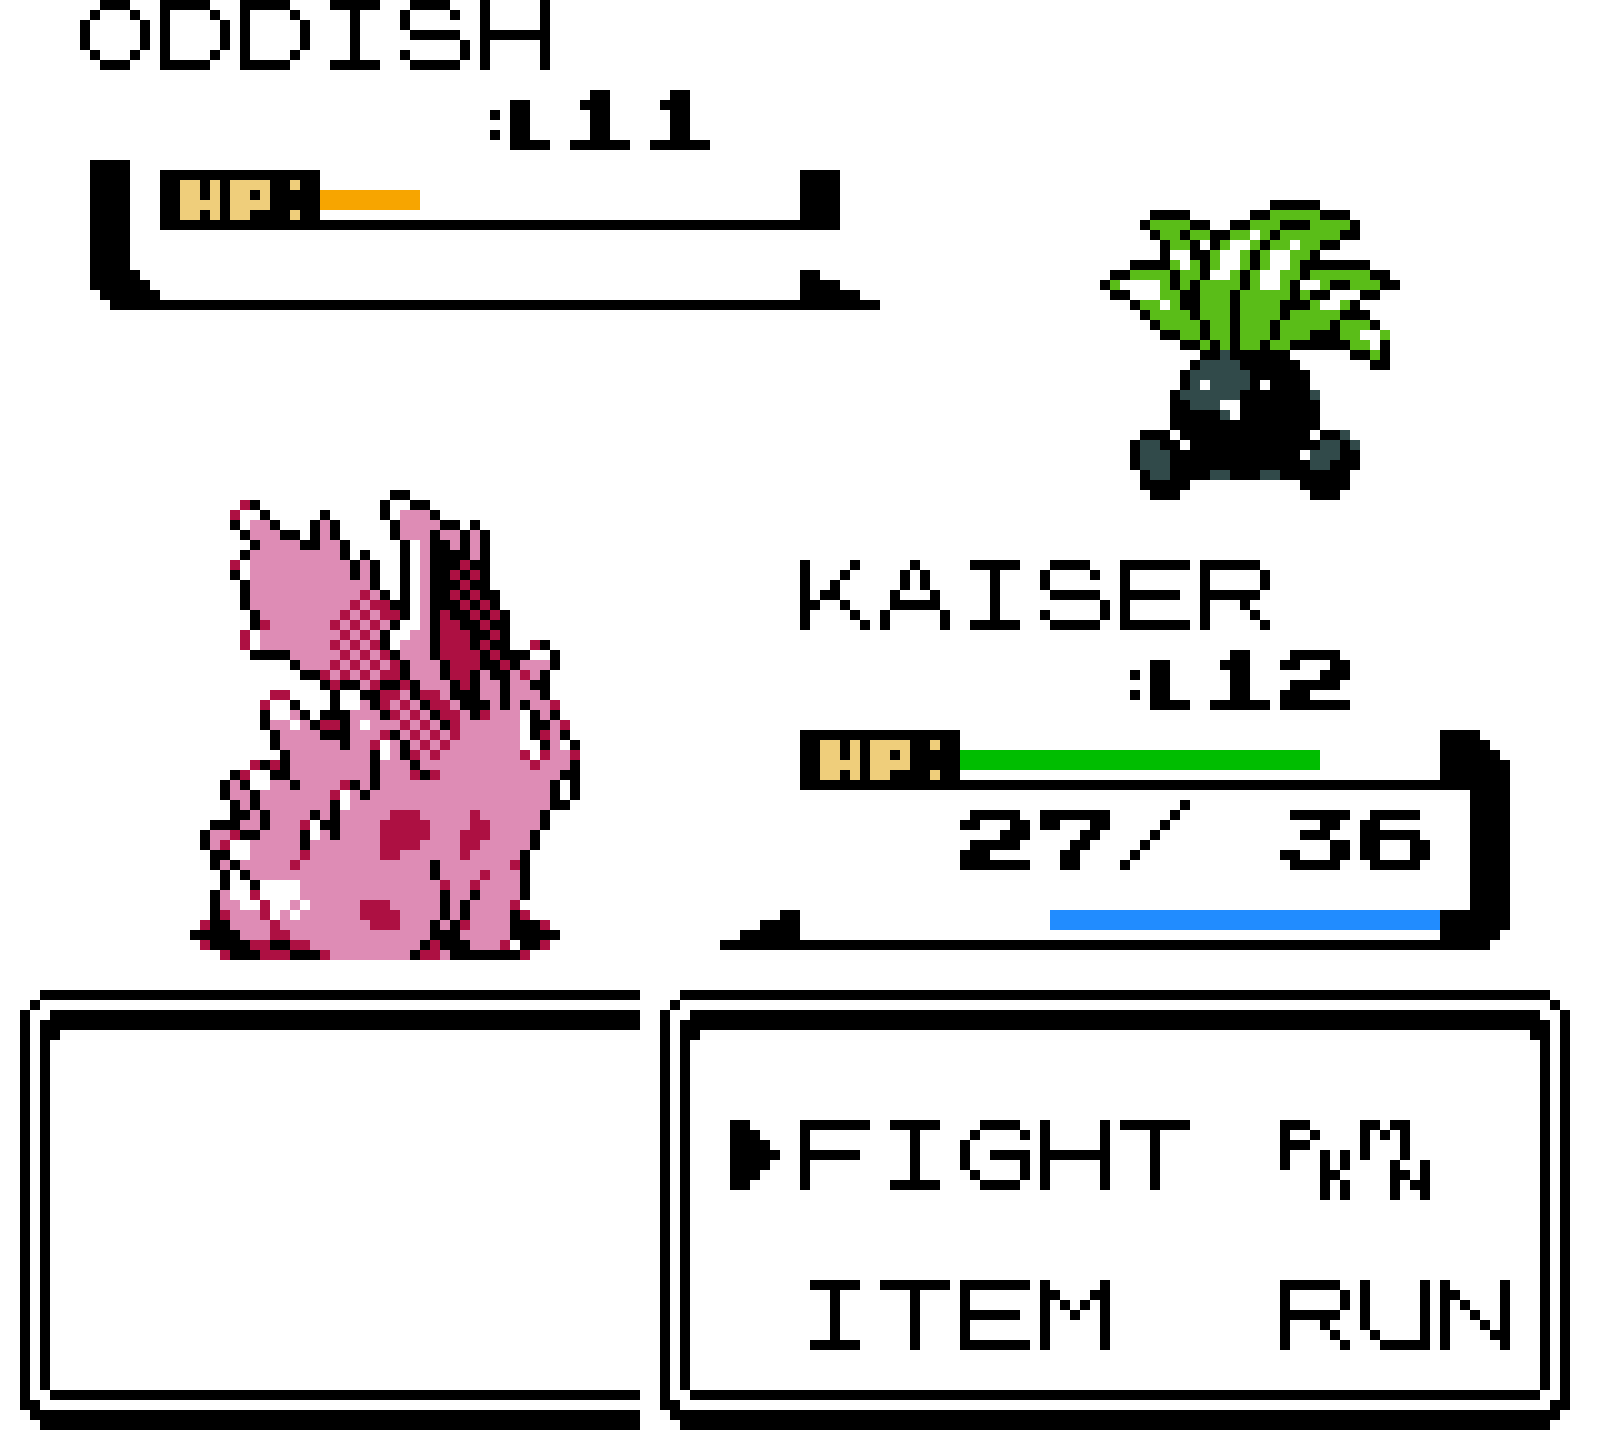 ODDISH
:L11
HP:
KAISER
:L12
HP:
27/ 36
FIGHT PKMN
ITEM RUN